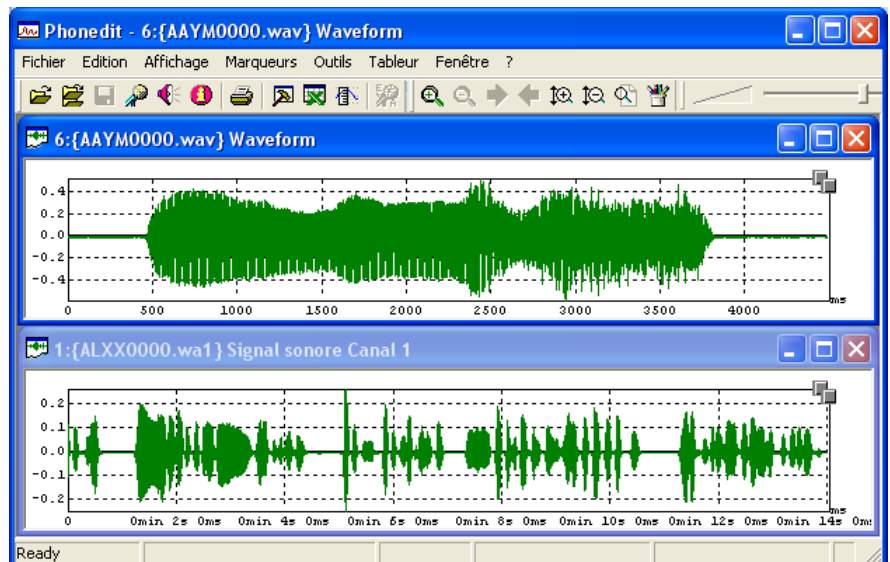 Phonedit - 6:{AAYM0000.wav} Waveform
Fichier Edition Affichage Marqueurs Outils Tableur Fenêtre ?
6:{AAYM0000.wav} Waveform
0.4
0.2
0.0
-0.2
-0.4
ms
0 500 1000 1500 2000 2500 3000 3500 4000
1:{ALXX0000.wa1} Signal sonore Canal 1
0.2
0.1
0.0
-0.1
-0.2
ms
0 0min 2s 0ms 0min 4s 0ms 0min 6s 0ms 0min 8s 0ms 0min 10s 0ms 0min 12s 0ms 0min 14s 0ms
Ready